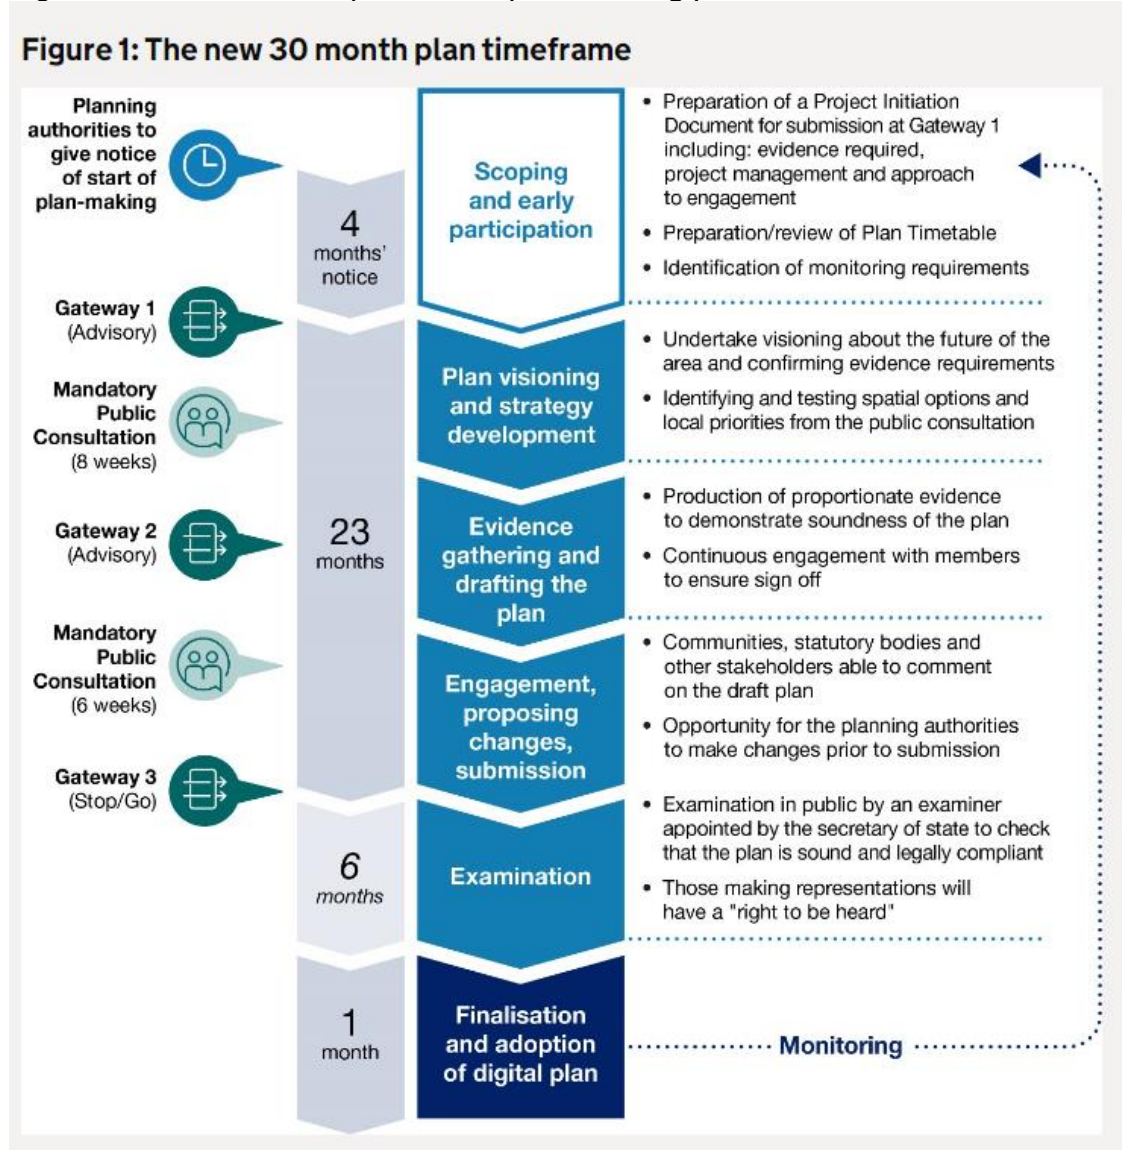 Figure 1: The new 30 month plan timeframe
Planning
authorities to
give notice
of start of
plan-making
4
months'
notice
Scoping
and early
participation
• Preparation of a Project Initiation
Document for submission at Gateway 1
including: evidence required,
project management and approach
to engagement
• Preparation/review of Plan Timetable
• Identification of monitoring requirements
Gateway 1
(Advisory)
Mandatory
Public
Consultation
(8 weeks)
Plan visioning
and strategy
development
• Undertake visioning about the future of the
area and confirming evidence requirements
• Identifying and testing spatial options and
local priorities from the public consultation
Gateway 2
(Advisory)
23
months
Evidence
gathering and
drafting the
plan
• Production of proportionate evidence
to demonstrate soundness of the plan
• Continuous engagement with members
to ensure sign off
Mandatory
Public
Consultation
(6 weeks)
Engagement,
proposing
changes,
submission
• Communities, statutory bodies and
other stakeholders able to comment
on the draft plan
• Opportunity for the planning authorities
to make changes prior to submission
Gateway 3
(Stop/Go)
6
months
Examination
• Examination in public by an examiner
appointed by the secretary of state to check
that the plan is sound and legally compliant
• Those making representations will
have a "right to be heard"
1
month
Finalisation
and adoption
of digital plan
Monitoring